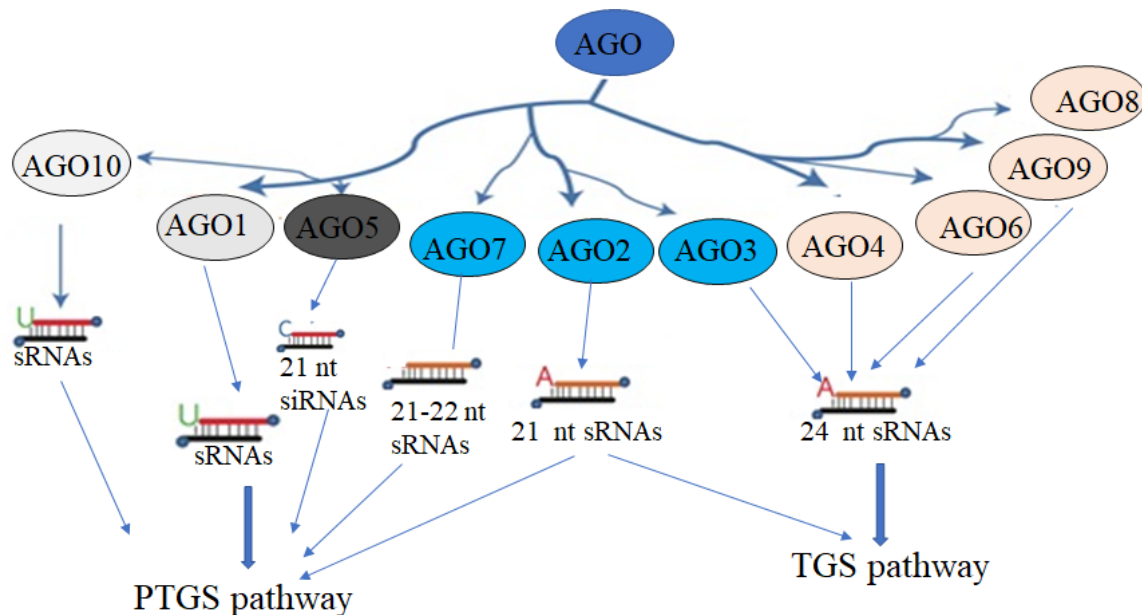 AGO
AGO8
AGO10
AGO9
AGO1
AGO5
AGO7
AGO2
AGO3
AGO4
AGO6
U
sRNAs
C
21 nt
siRNAs
21-22 nt
sRNAs
A
21 nt sRNAs
A
24 nt sRNAs
U
sRNAs
PTGS pathway
TGS pathway